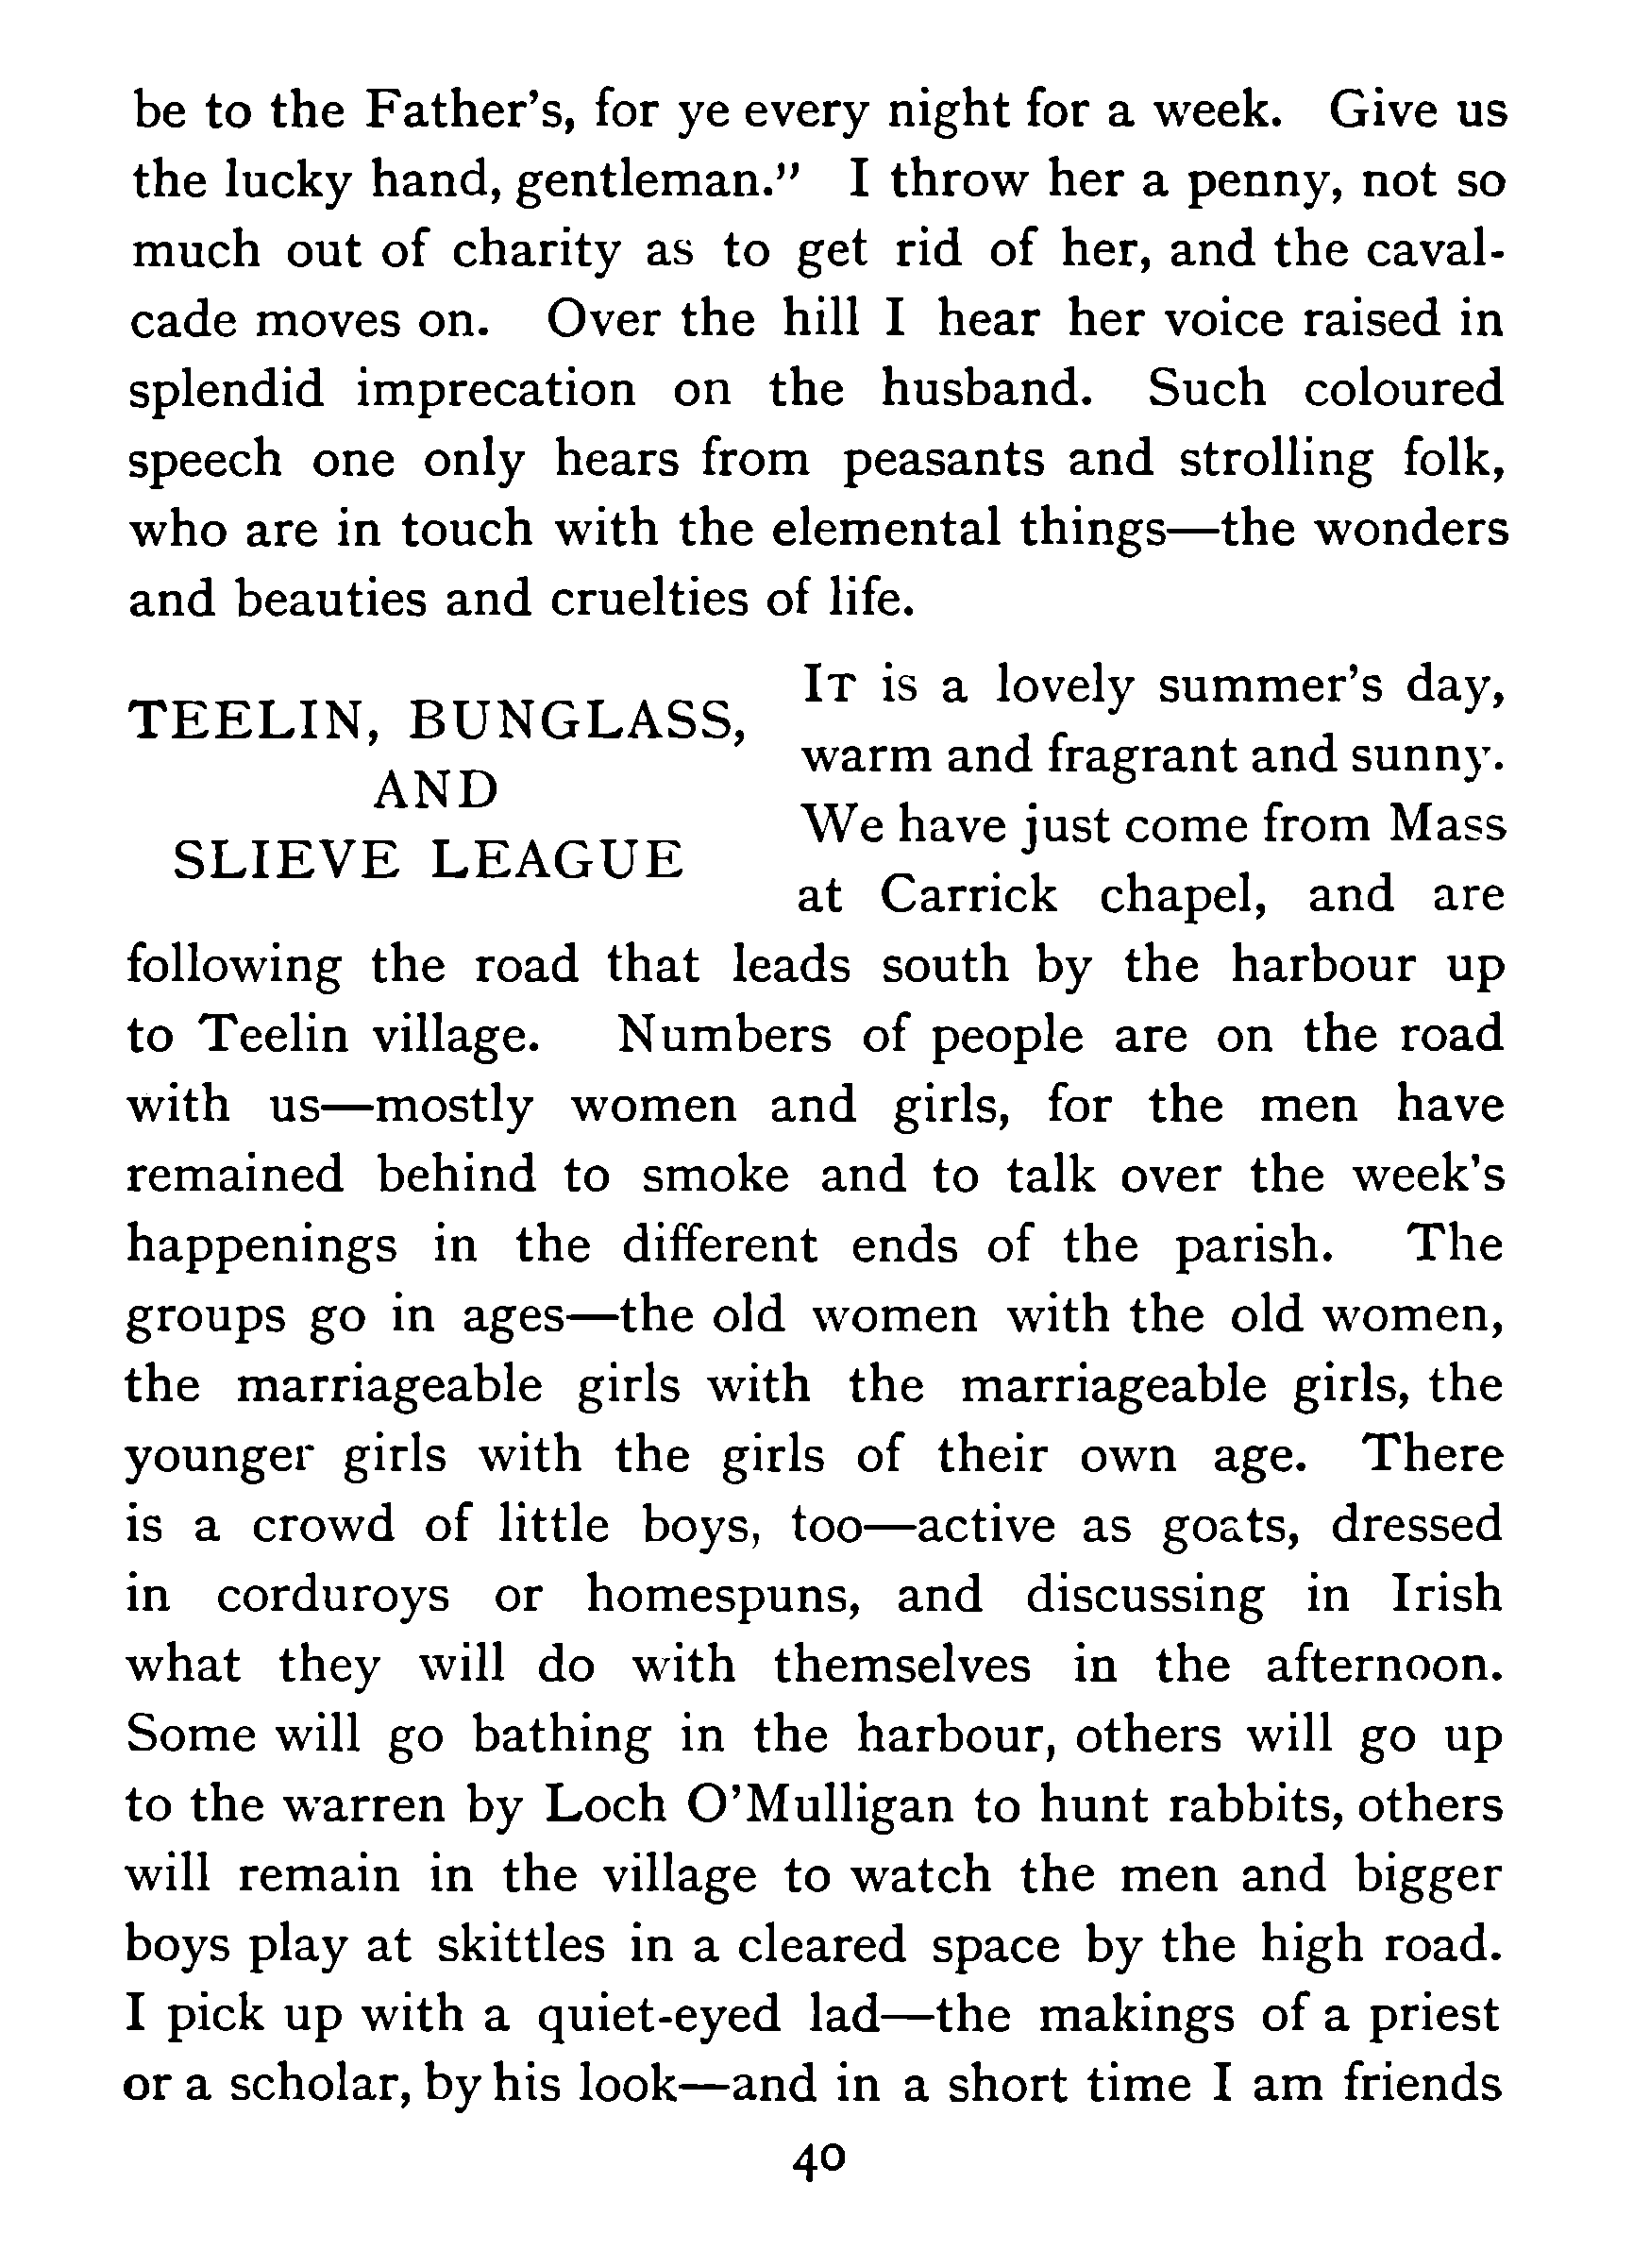 be to the Father's, for ye every night for a week. Give us
the lucky hand, gentleman." I throw her a penny, not so
much out of charity as to get rid of her, and the caval-
cade moves on. Over the hill I hear her voice raised in
splendid imprecation on the husband. Such coloured
speech one only hears from peasants and strolling folk,
who are in touch with the elemental things—the wonders
and beauties and cruelties of life.
TEELIN, BUNGLASS,
AND
SLIEVE LEAGUE
It is a lovely summer's day,
warm and fragrant and sunny.
We have just come from Mass
at Carrick chapel, and are
following the road that leads south by the harbour up
to Teelin village. Numbers of people are on the road
with us—mostly women and girls, for the men have
remained behind to smoke and to talk over the week's
happenings in the different ends of the parish. The
groups go in ages—the old women with the old women,
the marriageable girls with the marriageable girls, the
younger girls with the girls of their own age. There
is a crowd of little boys, too—active as goats, dressed
in corduroys or homespuns, and discussing in Irish
what they will do with themselves in the afternoon.
Some will go bathing in the harbour, others will go up
to the warren by Loch O'Mulligan to hunt rabbits, others
will remain in the village to watch the men and bigger
boys play at skittles in a cleared space by the high road.
I pick up with a quiet-eyed lad—the makings of a priest
or a scholar, by his look—and in a short time I am friends
40